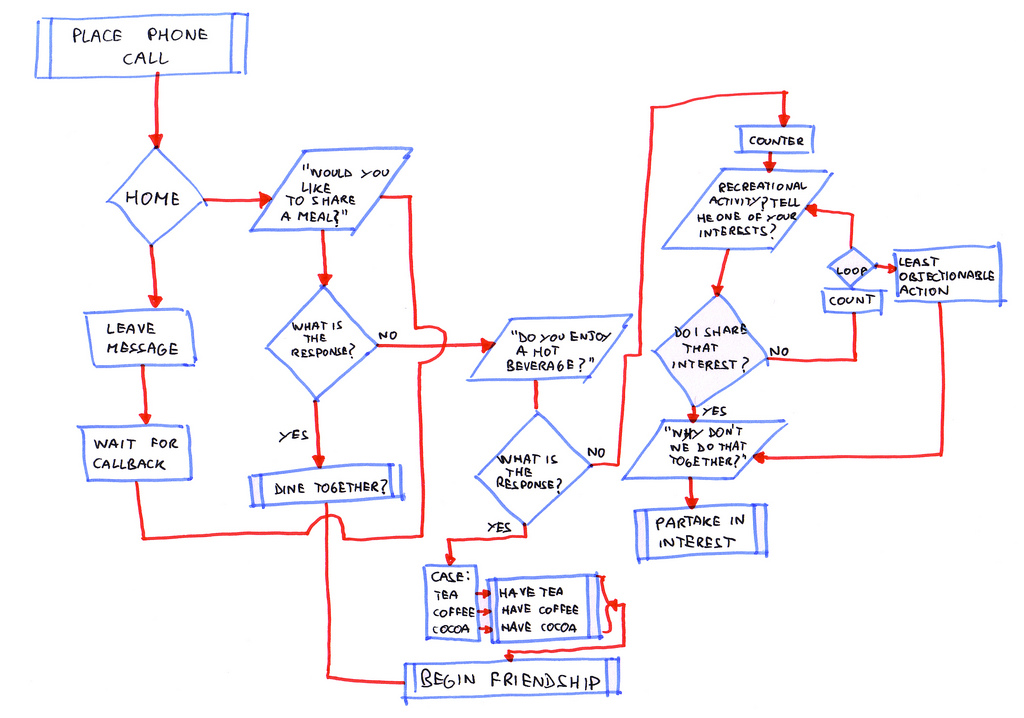 PLACE PHONE
CALL
HOME
LEAVE
MESSAGE
WAIT FOR
CALLBACK
"WOULD YOU
LIKE
TO SHARE
A MEAL?"
WHAT IS
THE
RESPONSE?
NO
YES
DINE TOGETHER?
"DO YOU ENJOY
A HOT
BEVERAGE?"
WHAT IS
THE
RESPONSE?
NO
YES
CASE:
TEA
COFFEE
COCOA
HAVE TEA
HAVE COFFEE
HAVE COCOA
BEGIN FRIENDSHIP
COUNTER
RECREATIONAL
ACTIVITY? TELL
ME ONE OF YOUR
INTERESTS?
LOOP
COUNT
LEAST
OBJECTIONABLE
ACTION
DO I SHARE
THAT
INTEREST?
NO
YES
"WHY DON'T
WE DO THAT
TOGETHER?"
PARTAKE IN
INTEREST